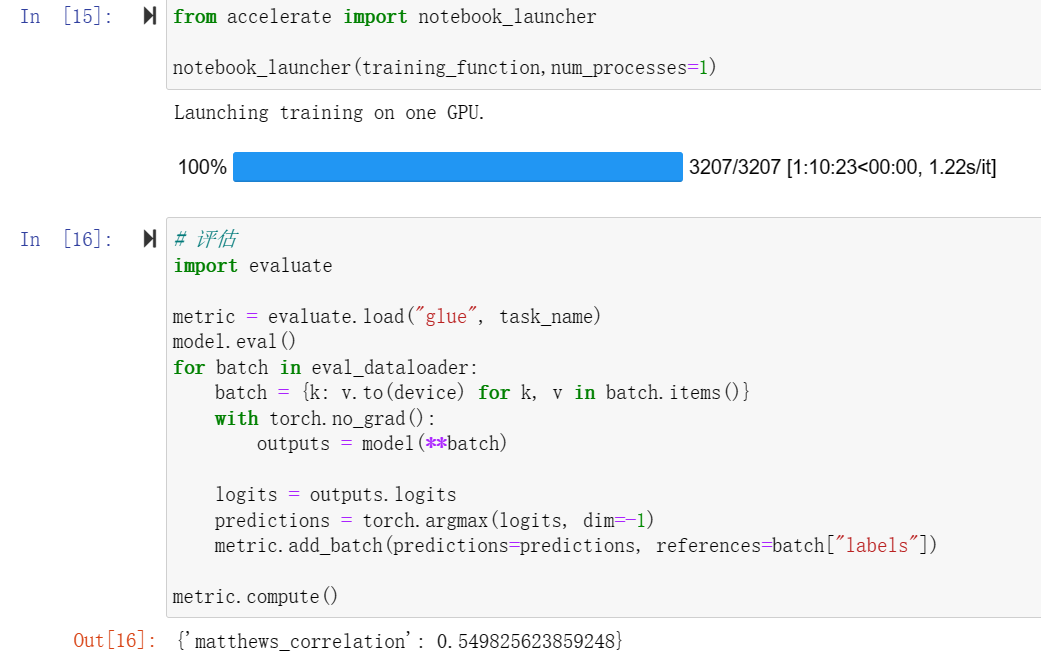 In [15]:
from accelerate import notebook_launcher
notebook_launcher(training_function,num_processes=1)
Launching training on one GPU.
100% 3207/3207 [1:10:23<00:00, 1.22s/it]
In [16]:
# 评估
import evaluate
metric = evaluate.load("glue", task_name)
model.eval()
for batch in eval_dataloader:
    batch = {k: v.to(device) for k, v in batch.items()}
    with torch.no_grad():
        outputs = model(**batch)
    logits = outputs.logits
    predictions = torch.argmax(logits, dim=-1)
    metric.add_batch(predictions=predictions, references=batch["labels"])
metric.compute()
Out[16]: {'matthews_correlation': 0.549825623859248}